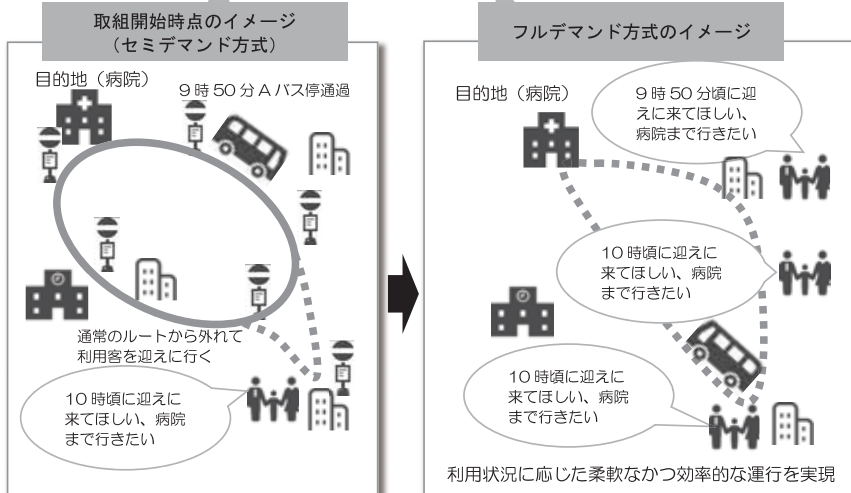 取組開始時点のイメージ
（セミデマンド方式）
目的地（病院）
９時50分Ａバス停通過
通常のルートから外れて
利用客を迎えに行く
10時頃に迎えに
来てほしい、病院
まで行きたい
フルデマンド方式のイメージ
目的地（病院）
９時50分頃に迎
えに来てほしい、
病院まで行きたい
10時頃に迎えに
来てほしい、病院
まで行きたい
10時頃に迎えに
来てほしい、病院
まで行きたい
利用状況に応じた柔軟なかつ効率的な運行を実現